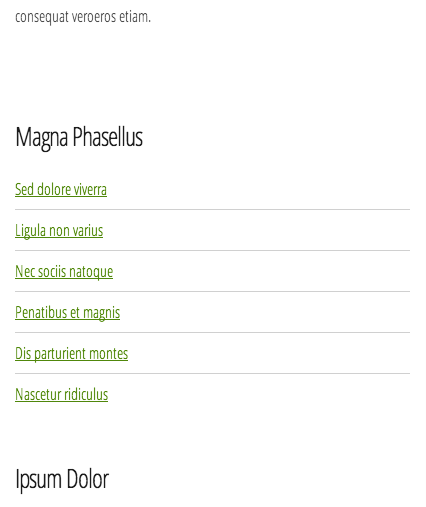 consequat veroeros etiam.
Magna Phasellus
Sed dolore viverra
Ligula non varius
Nec sociis natoque
Penatibus et magnis
Dis parturient montes
Nascetur ridiculus
Ipsum Dolor